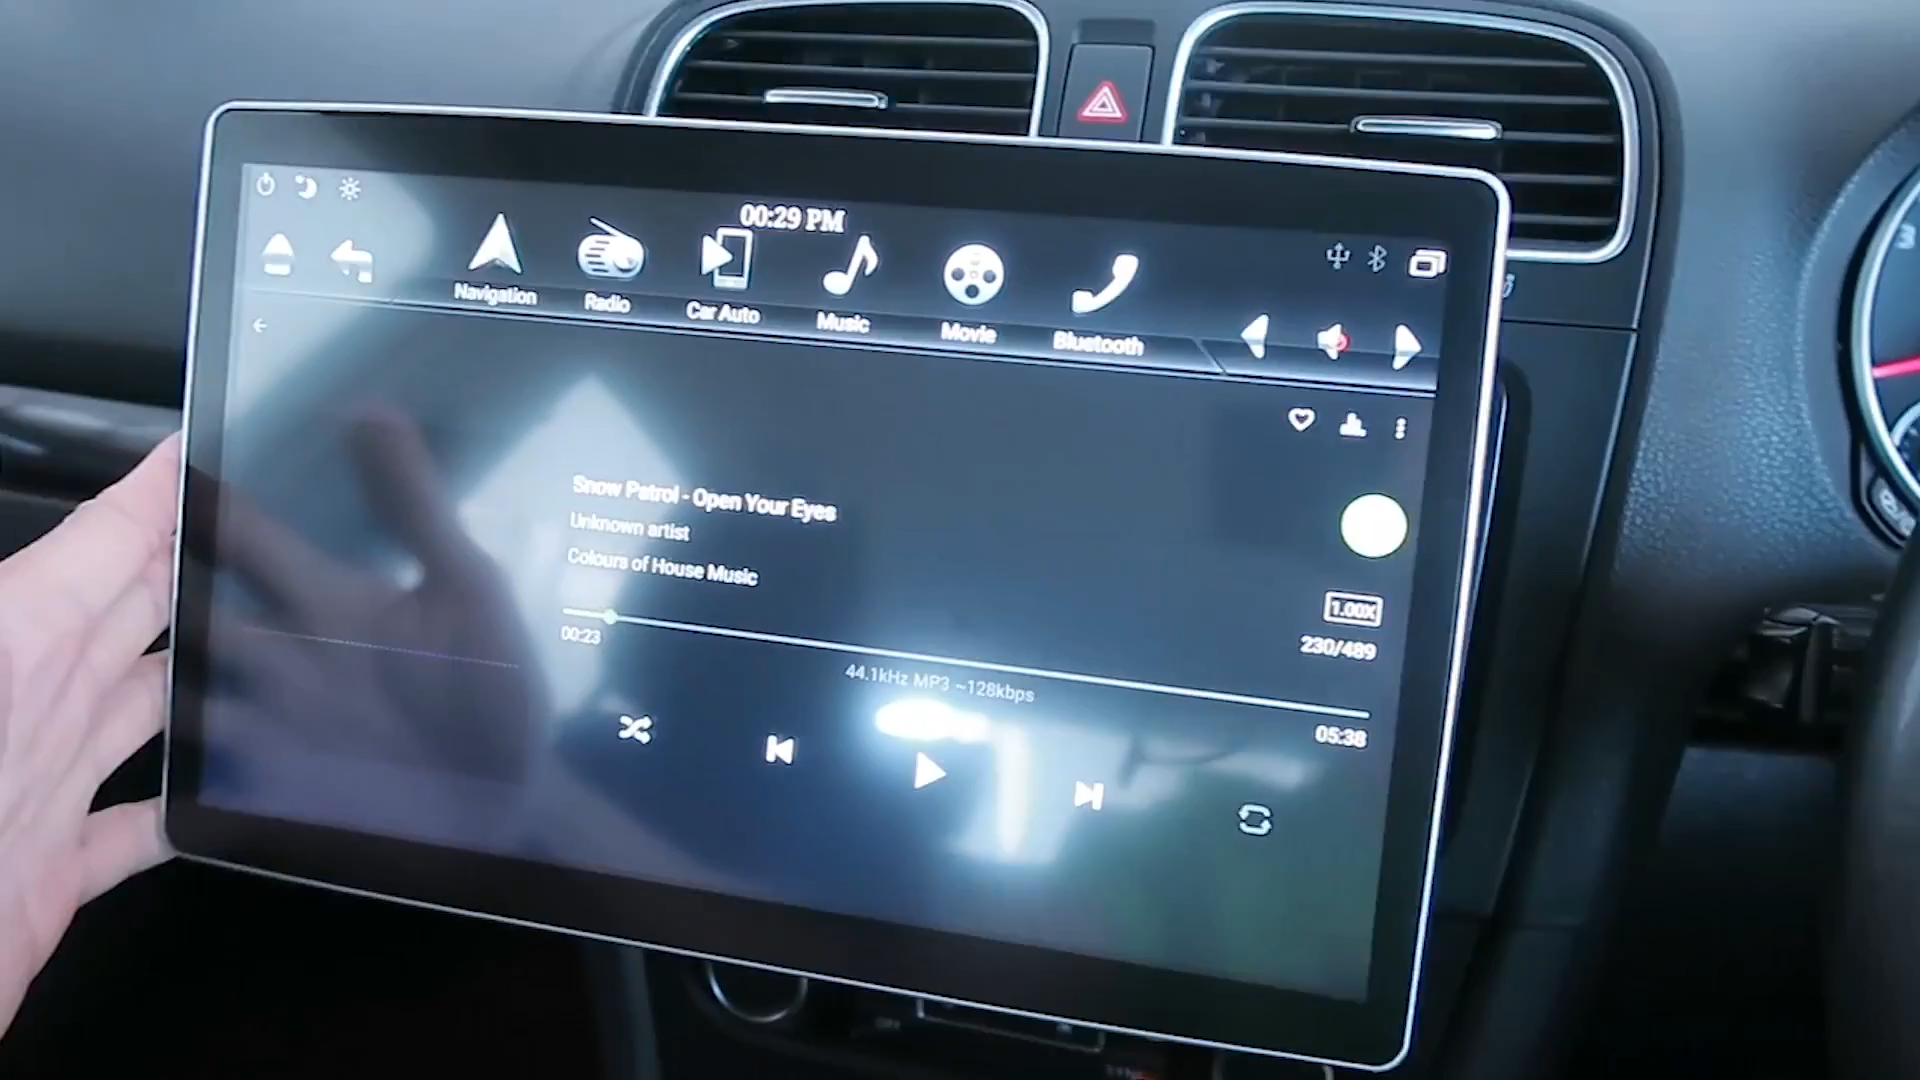 00:29 PM
Navigation
Radio
Car Auto
Music
Movie
Bluetooth
Snow Patrol - Open Your Eyes
Unknown artist
Colours of House Music
1.00X
230/489
00:23
44.1kHz MP3 ~128kbps
05:38